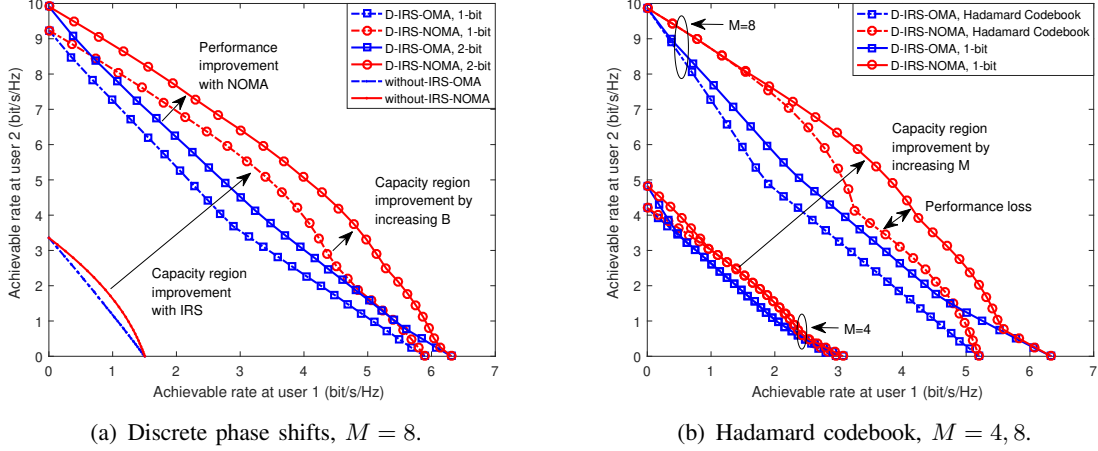 10
9
8
7
6
5
4
3
2
1
0
0
1
2
3
4
5
6
7
Achievable rate at user 2 (bit/s/Hz)
Achievable rate at user 1 (bit/s/Hz)
D-IRS-OMA, 1-bit
D-IRS-NOMA, 1-bit
D-IRS-OMA, 2-bit
D-IRS-NOMA, 2-bit
without-IRS-OMA
without-IRS-NOMA
Performance
improvement
with NOMA
Capacity region
improvement by
increasing B
Capacity region
improvement
with IRS
(a) Discrete phase shifts, M = 8.
10
9
8
7
6
5
4
3
2
1
0
0
1
2
3
4
5
6
7
Achievable rate at user 2 (bit/s/Hz)
Achievable rate at user 1 (bit/s/Hz)
D-IRS-OMA, Hadamard Codebook
D-IRS-NOMA, Hadamard Codebook
D-IRS-OMA, 1-bit
D-IRS-NOMA, 1-bit
M=8
Capacity region
improvement by
increasing M
Performance loss
M=4
(b) Hadamard codebook, M = 4, 8.